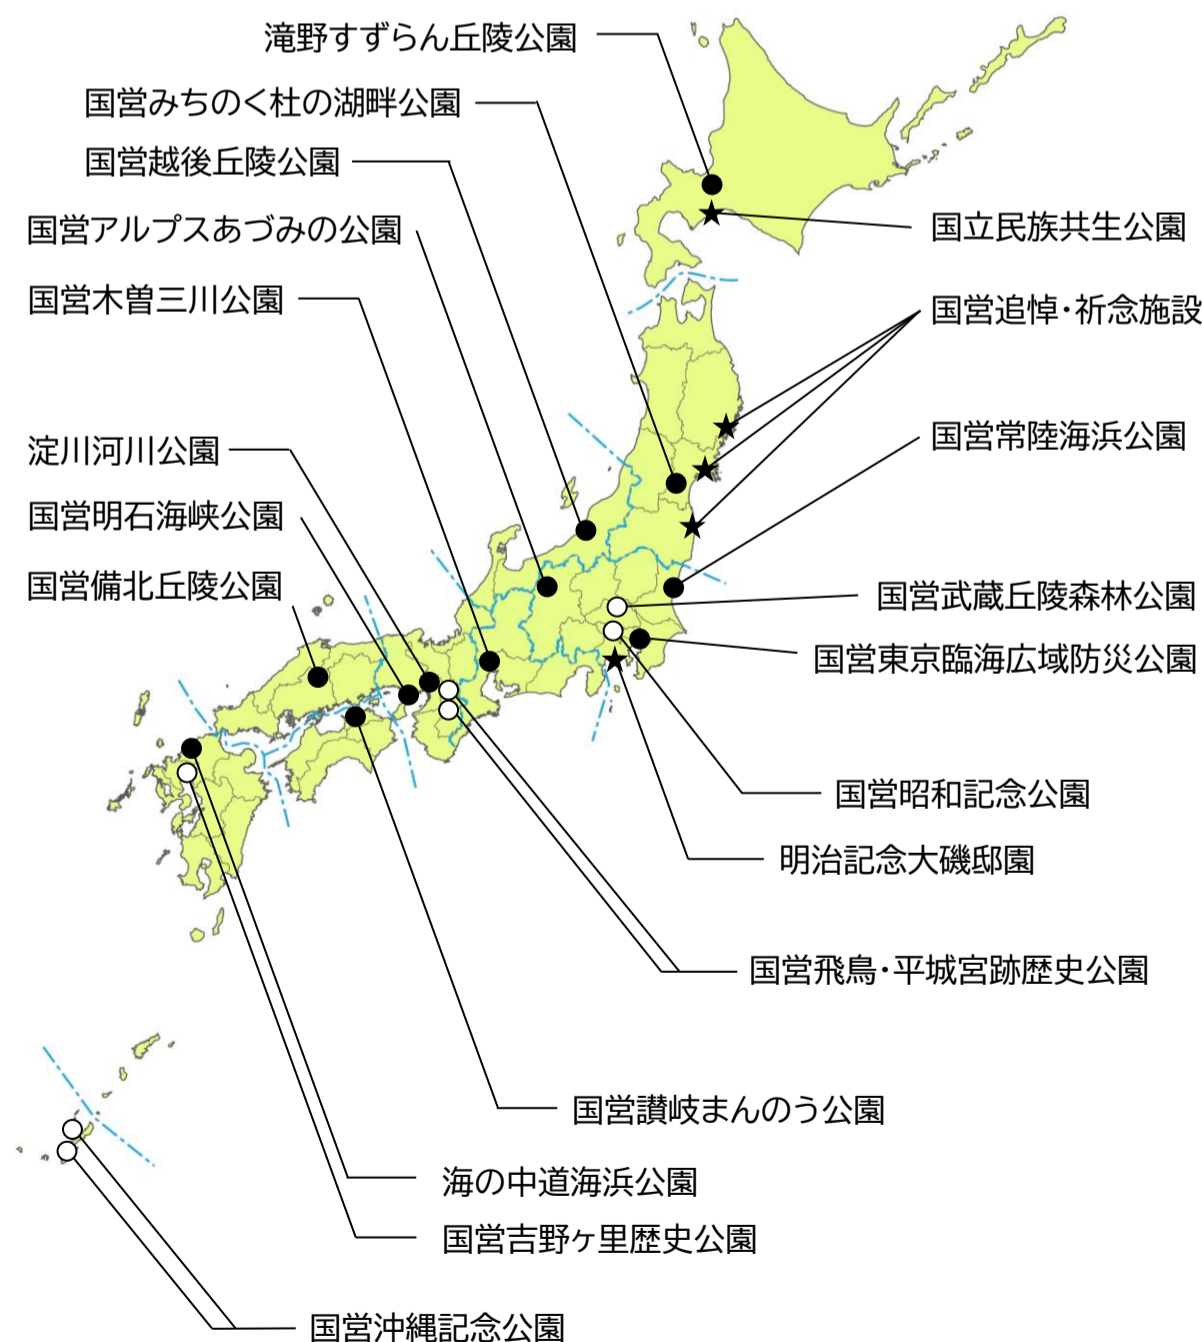 滝野すずらん丘陵公園
国営みちのく杜の湖畔公園
国営越後丘陵公園
国営アルプスあづみの公園
国営木曽三川公園
淀川河川公園
国営明石海峡公園
国営備北丘陵公園
国立民族共生公園
国営追悼・祈念施設
国営常陸海浜公園
国営武蔵丘陵森林公園
国営東京臨海広域防災公園
国営昭和記念公園
明治記念大磯邸園
国営飛鳥・平城宮跡歴史公園
国営讃岐まんのう公園
海の中道海浜公園
国営吉野ヶ里歴史公園
国営沖縄記念公園